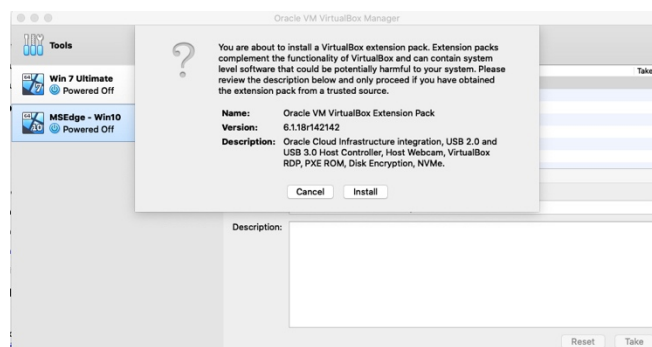 Oracle VM VirtualBox Manager
Tools
Take
You are about to install a VirtualBox extension pack. Extension packs
complement the functionality of VirtualBox and can contain system
level software that could be potentially harmful to your system. Please
review the description below and only proceed if you have obtained
the extension pack from a trusted source.
Win 7 Ultimate
Powered Off
MSEdge - Win10
Powered Off
Name: Oracle VM VirtualBox Extension Pack
Version: 6.1.18r142142
Description: Oracle Cloud Infrastructure integration, USB 2.0 and
USB 3.0 Host Controller, Host Webcam, VirtualBox
RDP, PXE ROM, Disk Encryption, NVMe.
Cancel Install
Description:
Reset Take